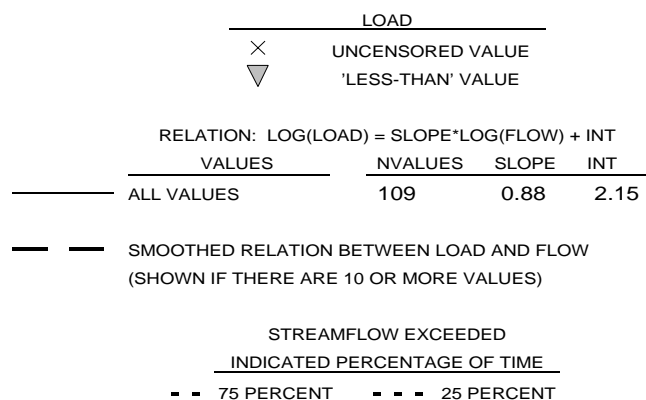 LOAD
UNCENSORED VALUE
'LESS-THAN' VALUE
RELATION: LOG(LOAD) = SLOPE*LOG(FLOW) + INT
VALUES NVALUES SLOPE INT
ALL VALUES 109 0.88 2.15
SMOOTHED RELATION BETWEEN LOAD AND FLOW
(SHOWN IF THERE ARE 10 OR MORE VALUES)
STREAMFLOW EXCEEDED
INDICATED PERCENTAGE OF TIME
75 PERCENT 25 PERCENT